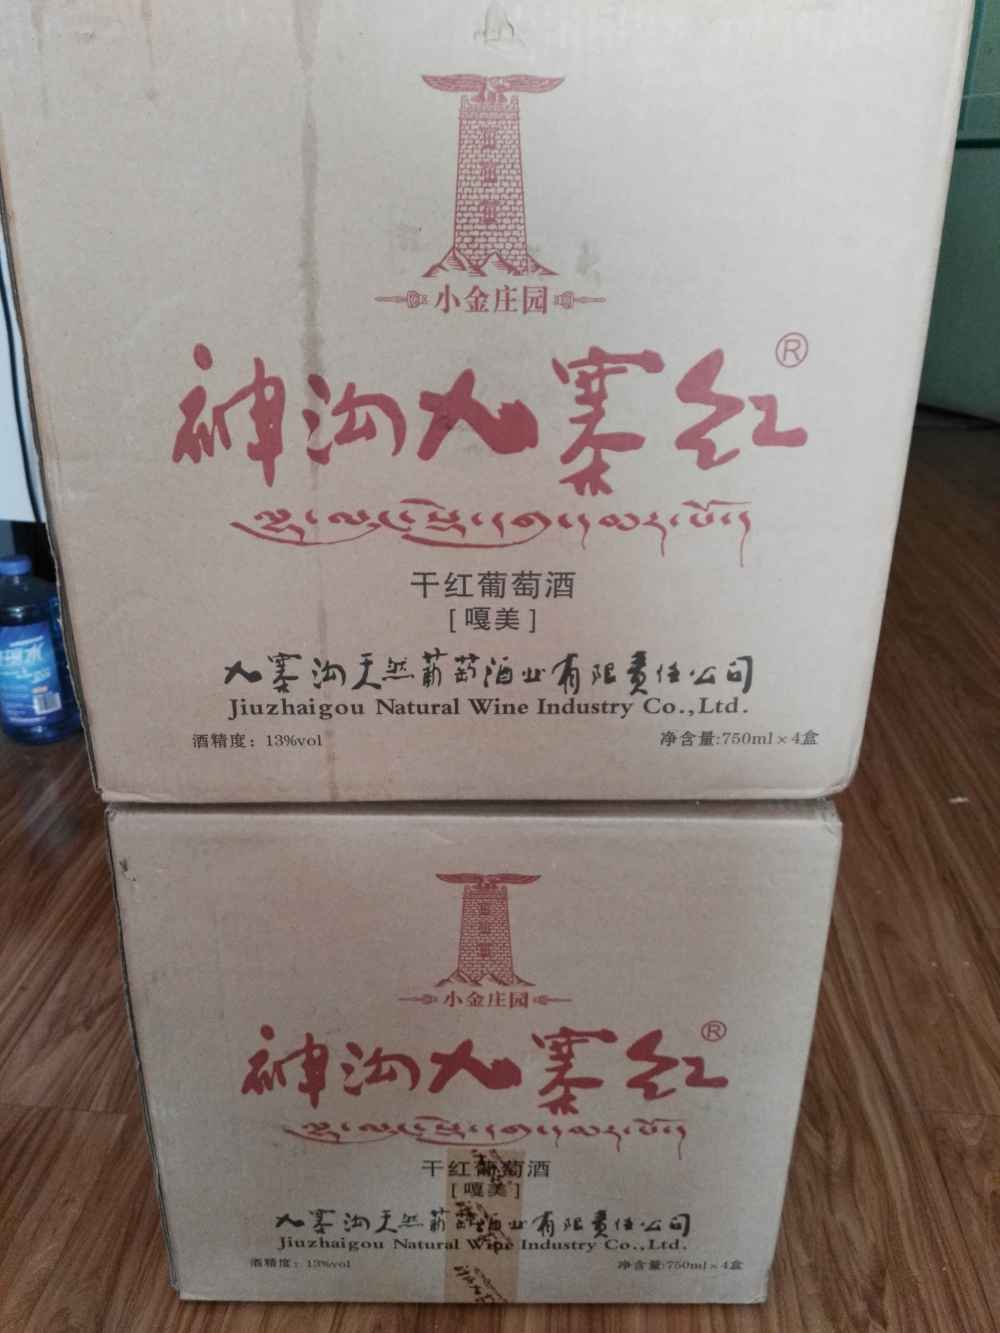 小金庄园
神沟九寨红®
干红葡萄酒
[嘎美]
九寨沟天然葡萄酒业有限责任公司
Jiuzhaigou Natural Wine Industry Co.,Ltd.
酒精度：13%vol 净含量:750ml×4盒
小金庄园
神沟九寨红®
干红葡萄酒
[嘎美]
九寨沟天然葡萄酒业有限责任公司
Jiuzhaigou Natural Wine Industry Co.,Ltd.
酒精度：13%vol 净含量:750ml×4盒